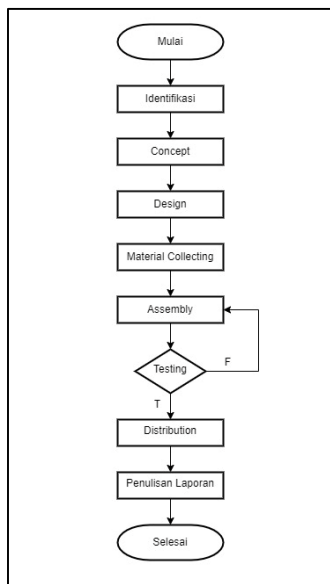 Mulai
Identifikasi
Concept
Design
Material Collecting
Assembly
Testing
F
T
Distribution
Penulisan Laporan
Selesai